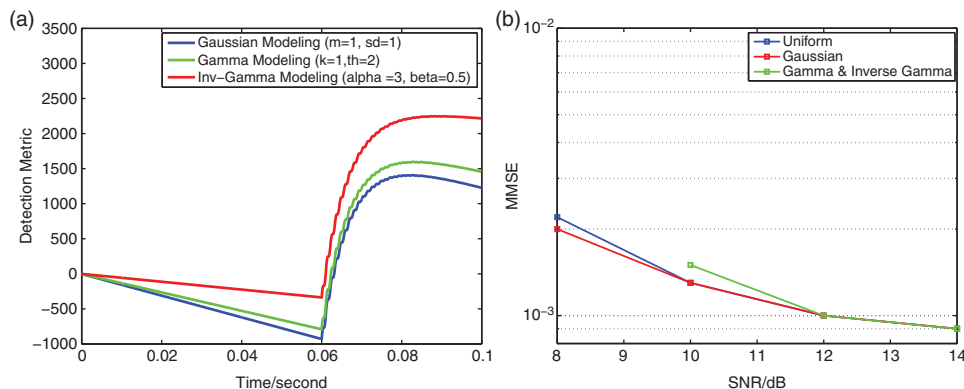 (a)
3500
3000
2500
2000
1500
1000
500
0
−500
−1000
Detection Metric
Gaussian Modeling (m=1, sd=1)
Gamma Modeling (k=1,th=2)
Inv−Gamma Modeling (alpha =3, beta=0.5)
0 0.02 0.04 0.06 0.08 0.1
Time/second
(b)
10−2
10−3
MMSE
Uniform
Gaussian
Gamma & Inverse Gamma
8 9 10 11 12 13 14
SNR/dB